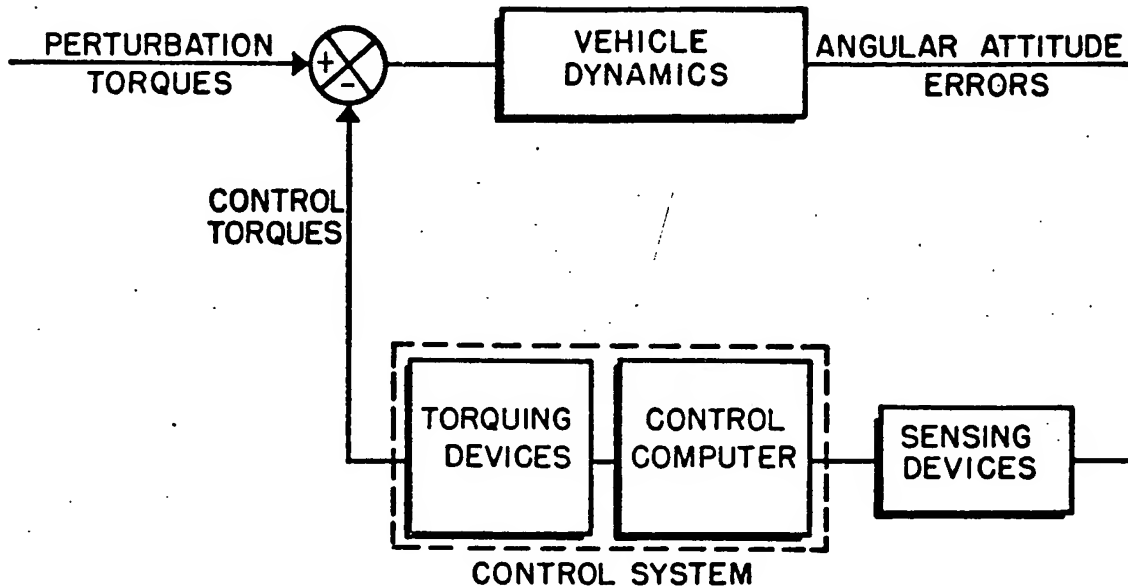 PERTURBATION
TORQUES
+
-
VEHICLE
DYNAMICS
ANGULAR ATTITUDE
ERRORS
CONTROL
TORQUES
TORQUING
DEVICES
CONTROL
COMPUTER
SENSING
DEVICES
CONTROL SYSTEM